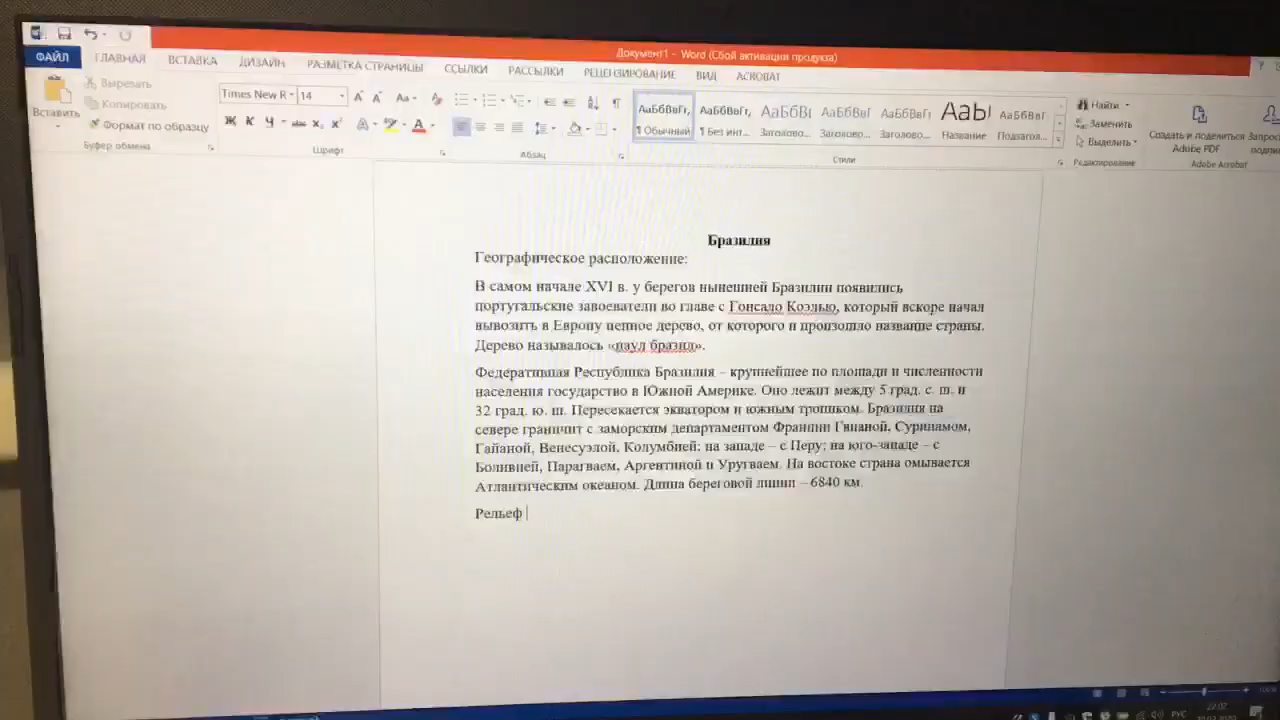 Документ1 - Word (Сбой активации продукта)
ФАЙЛ ГЛАВНАЯ ВСТАВКА ДИЗАЙН РАЗМЕТКА СТРАНИЦЫ ССЫЛКИ РАССЫЛКИ РЕЦЕНЗИРОВАНИЕ ВИД ACROBAT
Вставить
Вырезать
Копировать
Формат по образцу
Буфер обмена
Times New R 14
Ж К Ч abc x₂ x²
Шрифт
Абзац
АаБбВвГг, АаБбВвГг, АаБбВг АаБбВвГ АаБбВвГг АаБ АаБбВвГ
¶ Обычный ¶ Без инт... Заголово... Заголово... Заголово... Название Подзагол...
Стили
Найти
Заменить
Выделить
Редактирование
Создать и поделиться
Adobe PDF
Adobe Acrobat
Бразилия
Географическое расположение:
В самом начале XVI в. у берегов нынешней Бразилии появились
португальские завоеватели во главе с Гонсало Коэлью, который вскоре начал
вывозить в Европу ценное дерево, от которого и произошло название страны.
Дерево называлось «паул бразил».
Федеративная Республика Бразилия – крупнейшее по площади и численности
населения государство в Южной Америке. Оно лежит между 5 град. с. ш. и
32 град. ю. ш. Пересекается экватором и южным тропиком. Бразилия на
севере граничит с заморским департаментом Франции Гвианой, Суринамом,
Гайаной, Венесуэлой, Колумбией; на западе – с Перу; на юго-западе – с
Боливией, Парагваем, Аргентиной и Уругваем. На востоке страна омывается
Атлантическим океаном. Длина береговой линии – 6840 км.
Рельеф
РУС
22:02